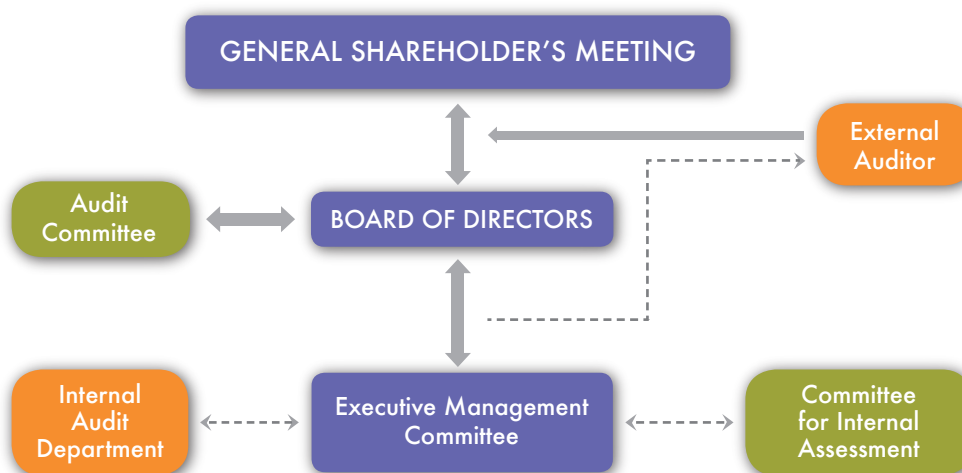 GENERAL SHAREHOLDER’S MEETING
External
Auditor
Audit
Committee
BOARD OF DIRECTORS
Internal
Audit
Department
Executive Management
Committee
Committee
for Internal
Assessment